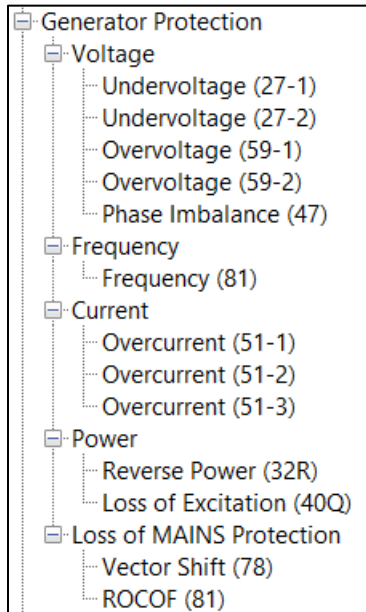 Generator Protection
Voltage
Undervoltage (27-1)
Undervoltage (27-2)
Overvoltage (59-1)
Overvoltage (59-2)
Phase Imbalance (47)
Frequency
Frequency (81)
Current
Overcurrent (51-1)
Overcurrent (51-2)
Overcurrent (51-3)
Power
Reverse Power (32R)
Loss of Excitation (40Q)
Loss of MAINS Protection
Vector Shift (78)
ROCOF (81)